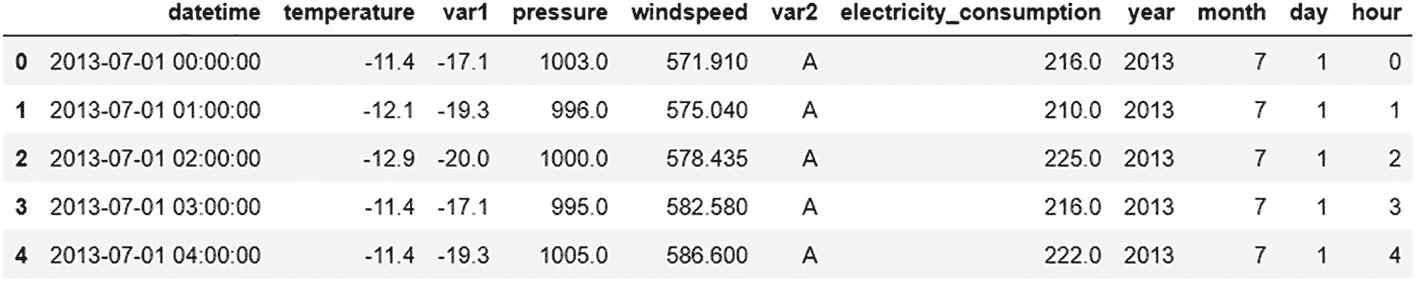 datetime temperature var1 pressure windspeed var2 electricity_consumption year month day hour
0 2013-07-01 00:00:00 -11.4 -17.1 1003.0 571.910 A 216.0 2013 7 1 0
1 2013-07-01 01:00:00 -12.1 -19.3 996.0 575.040 A 210.0 2013 7 1 1
2 2013-07-01 02:00:00 -12.9 -20.0 1000.0 578.435 A 225.0 2013 7 1 2
3 2013-07-01 03:00:00 -11.4 -17.1 995.0 582.580 A 216.0 2013 7 1 3
4 2013-07-01 04:00:00 -11.4 -19.3 1005.0 586.600 A 222.0 2013 7 1 4